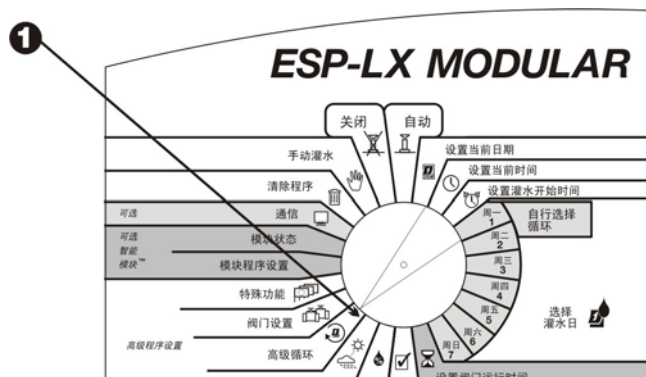 1
ESP-LX MODULAR
关闭
自动
手动灌水
设置当前日期
清除程序
设置当前时间
设置灌水开始时间
可选
通信
周一
1
自行选择
循环
可选
智能
模块™
模块状态
模块程序设置
周二
2
周三
3
特殊功能
周四
4
阀门设置
周五
5
选择
灌水日
高级程序设置
高级循环
周六
6
周日
7
设置阀门运行时间